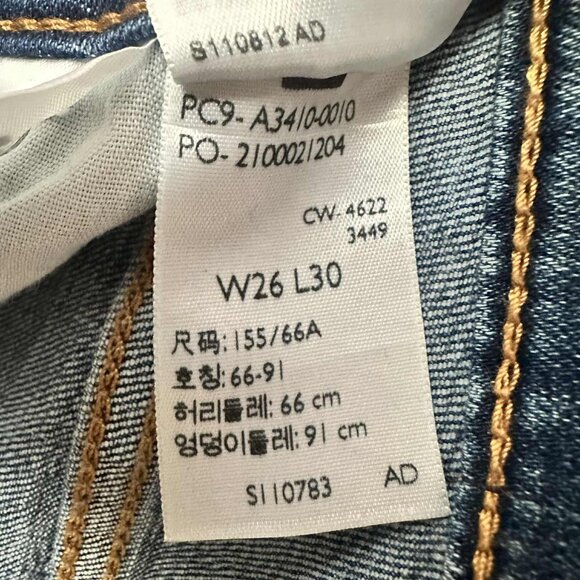 S110812 AD
PC9- A3410-0010
PO- 2100021204
CW- 4622
3449
W26 L30
尺码: 155/66A
호칭: 66-91
허리둘레: 66 cm
엉덩이둘레: 91 cm
S110783 AD